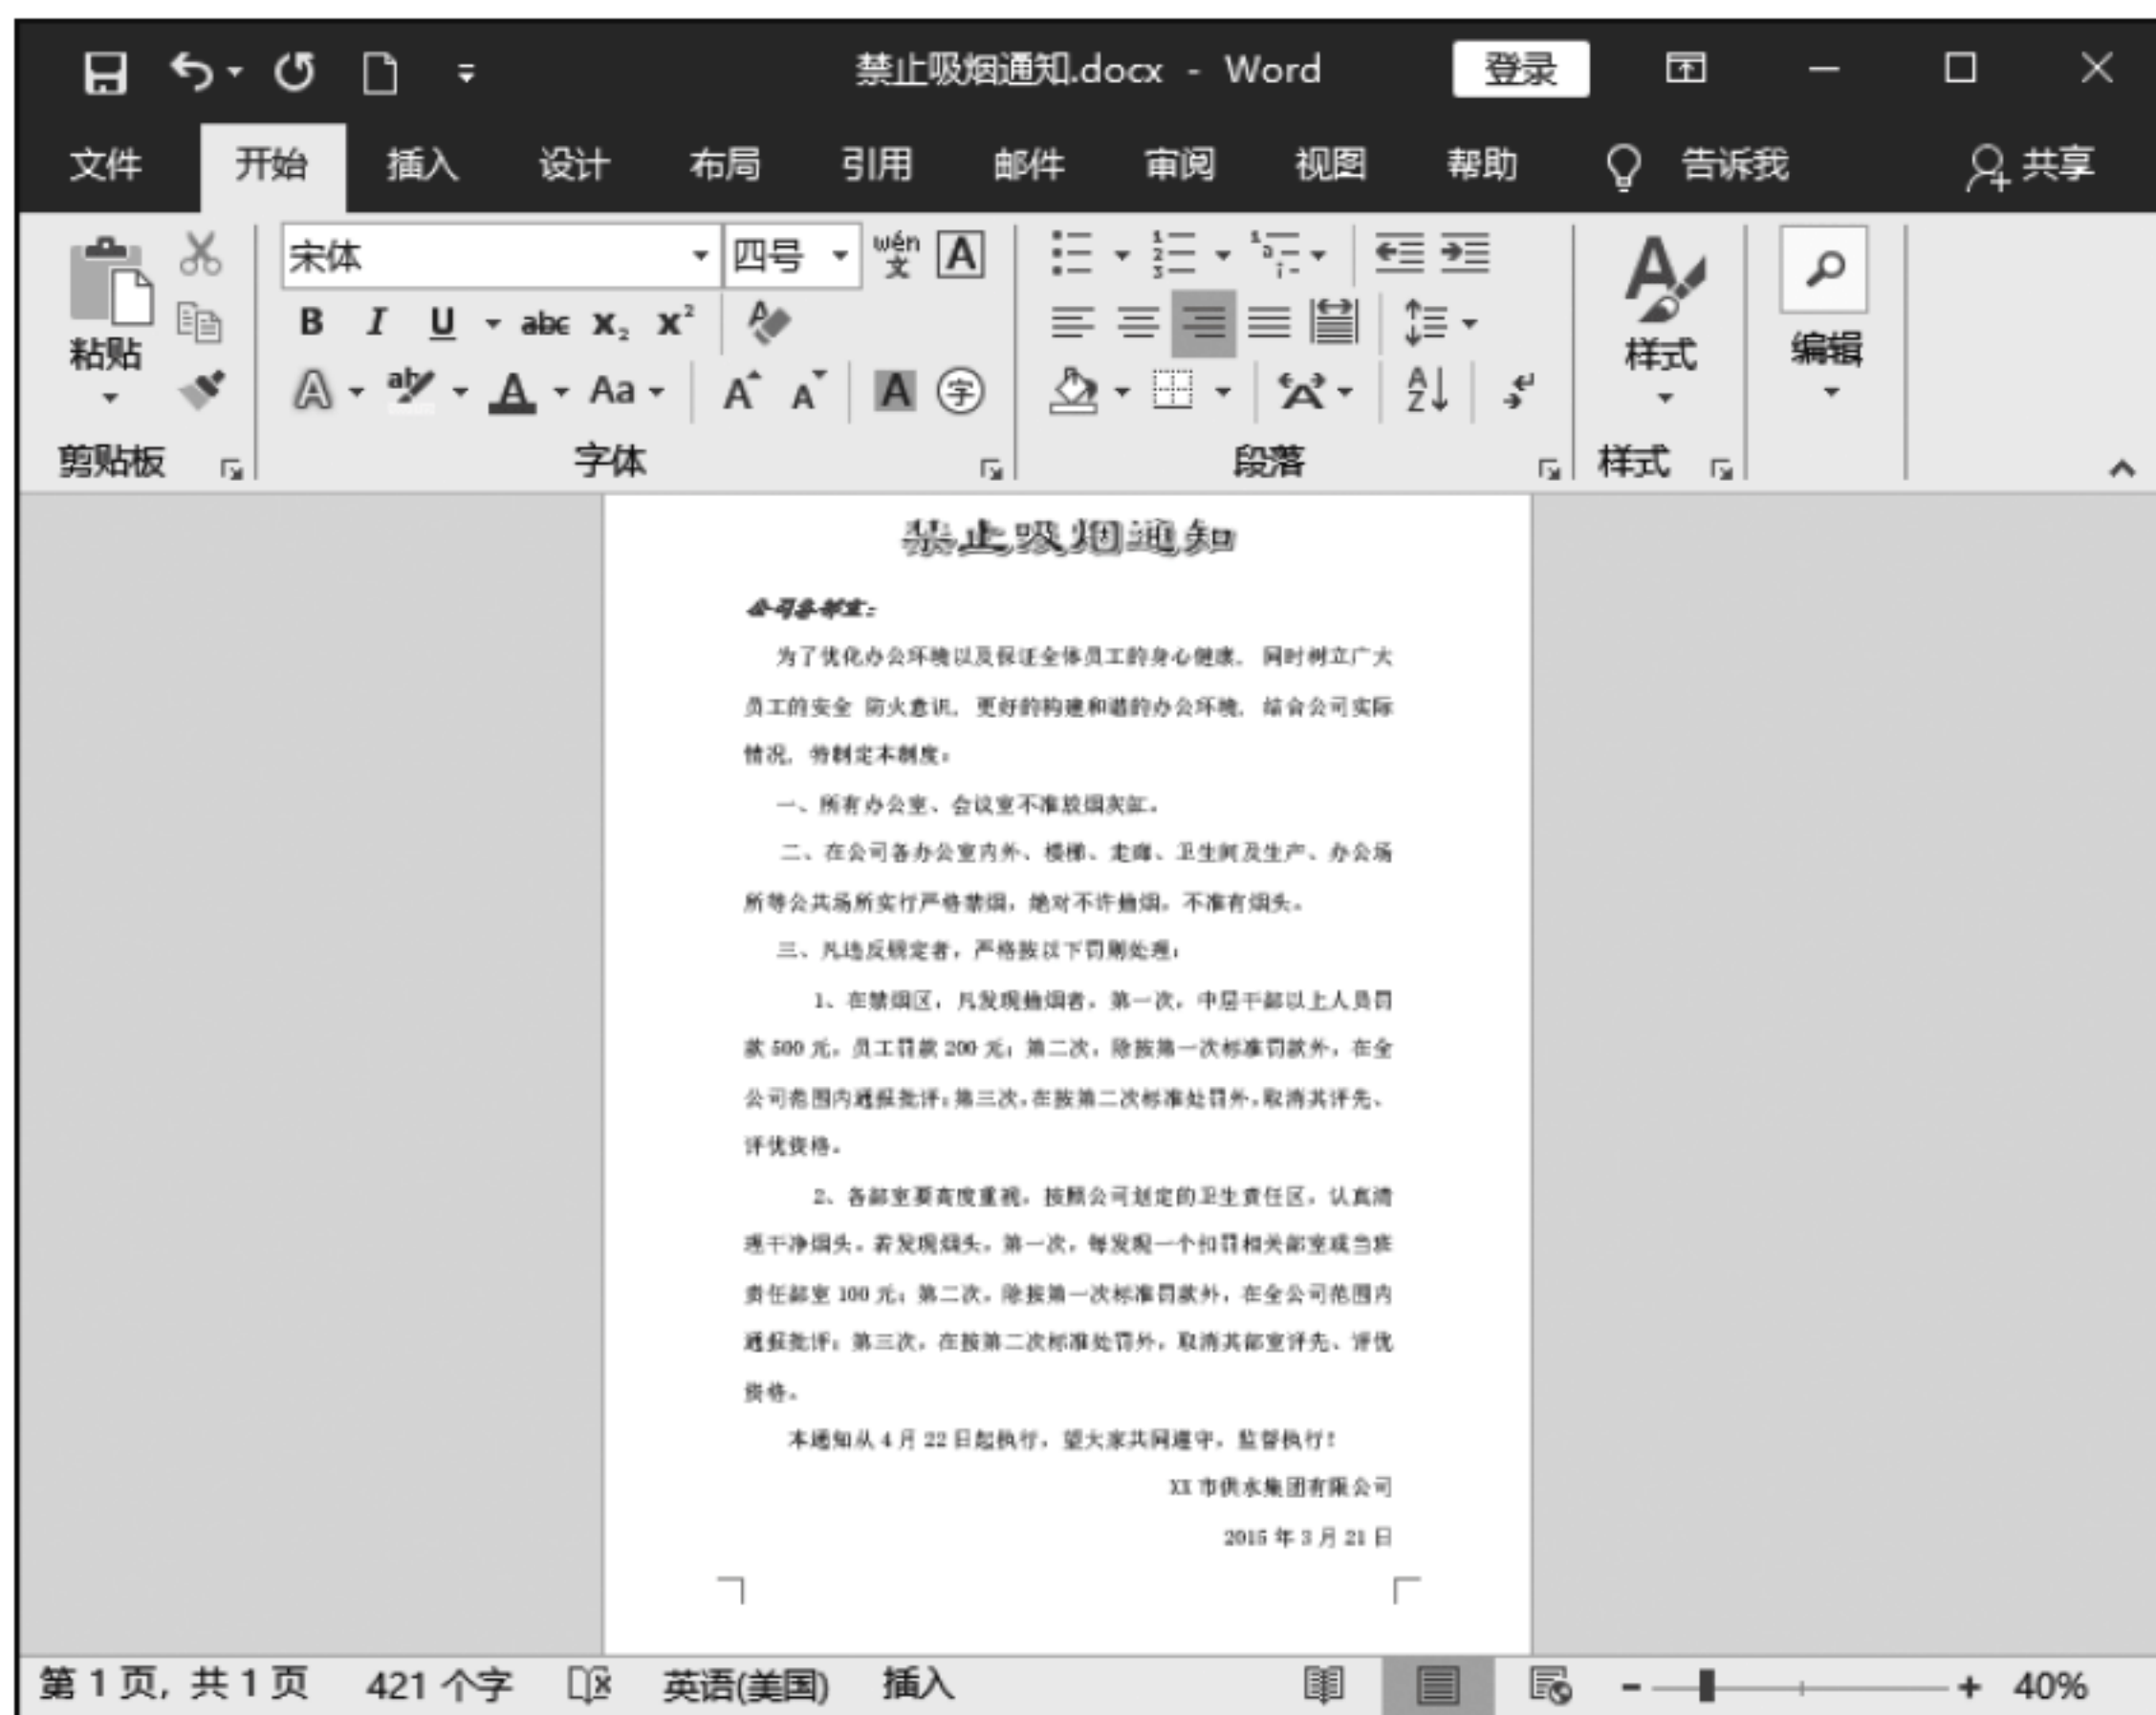 禁止吸烟通知.docx - Word 登录
文件 开始 插入 设计 布局 引用 邮件 审阅 视图 帮助 告诉我 共享
宋体 四号 wén 文 A
B I U abc x₂ x² A
粘贴 样式 编辑
A ab A Aa A A A 字 A A Z
剪贴板 字体 段落 样式
禁止吸烟通知
公司各部室：
为了优化办公环境以及保证全体员工的身心健康，同时树立广大
员工的安全 防火意识，更好的构建和谐的办公环境，结合公司实际
情况，特制定本制度：
一、所有办公室、会议室不准放烟灰缸。
二、在公司各办公室内外、楼梯、走廊、卫生间及生产、办公场
所等公共场所实行严格禁烟，绝对不许抽烟，不准有烟头。
三、凡违反规定者，严格按以下罚则处理：
1、在禁烟区，凡发现抽烟者，第一次，中层干部以上人员罚
款 500 元，员工罚款 200 元；第二次，除按第一次标准罚款外，在全
公司范围内通报批评；第三次，在按第二次标准处罚外，取消其评先、
评优资格。
2、各部室要高度重视，按照公司划定的卫生责任区，认真清
理干净烟头。若发现烟头，第一次，每发现一个扣罚相关部室或当班
责任部室 100 元；第二次，除按第一次标准罚款外，在全公司范围内
通报批评；第三次，在按第二次标准处罚外，取消其部室评先、评优
资格。
本通知从 4 月 22 日起执行，望大家共同遵守，监督执行！
XX 市供水集团有限公司
2015 年 3 月 21 日
第 1 页, 共 1 页 421 个字 英语(美国) 插入 40%